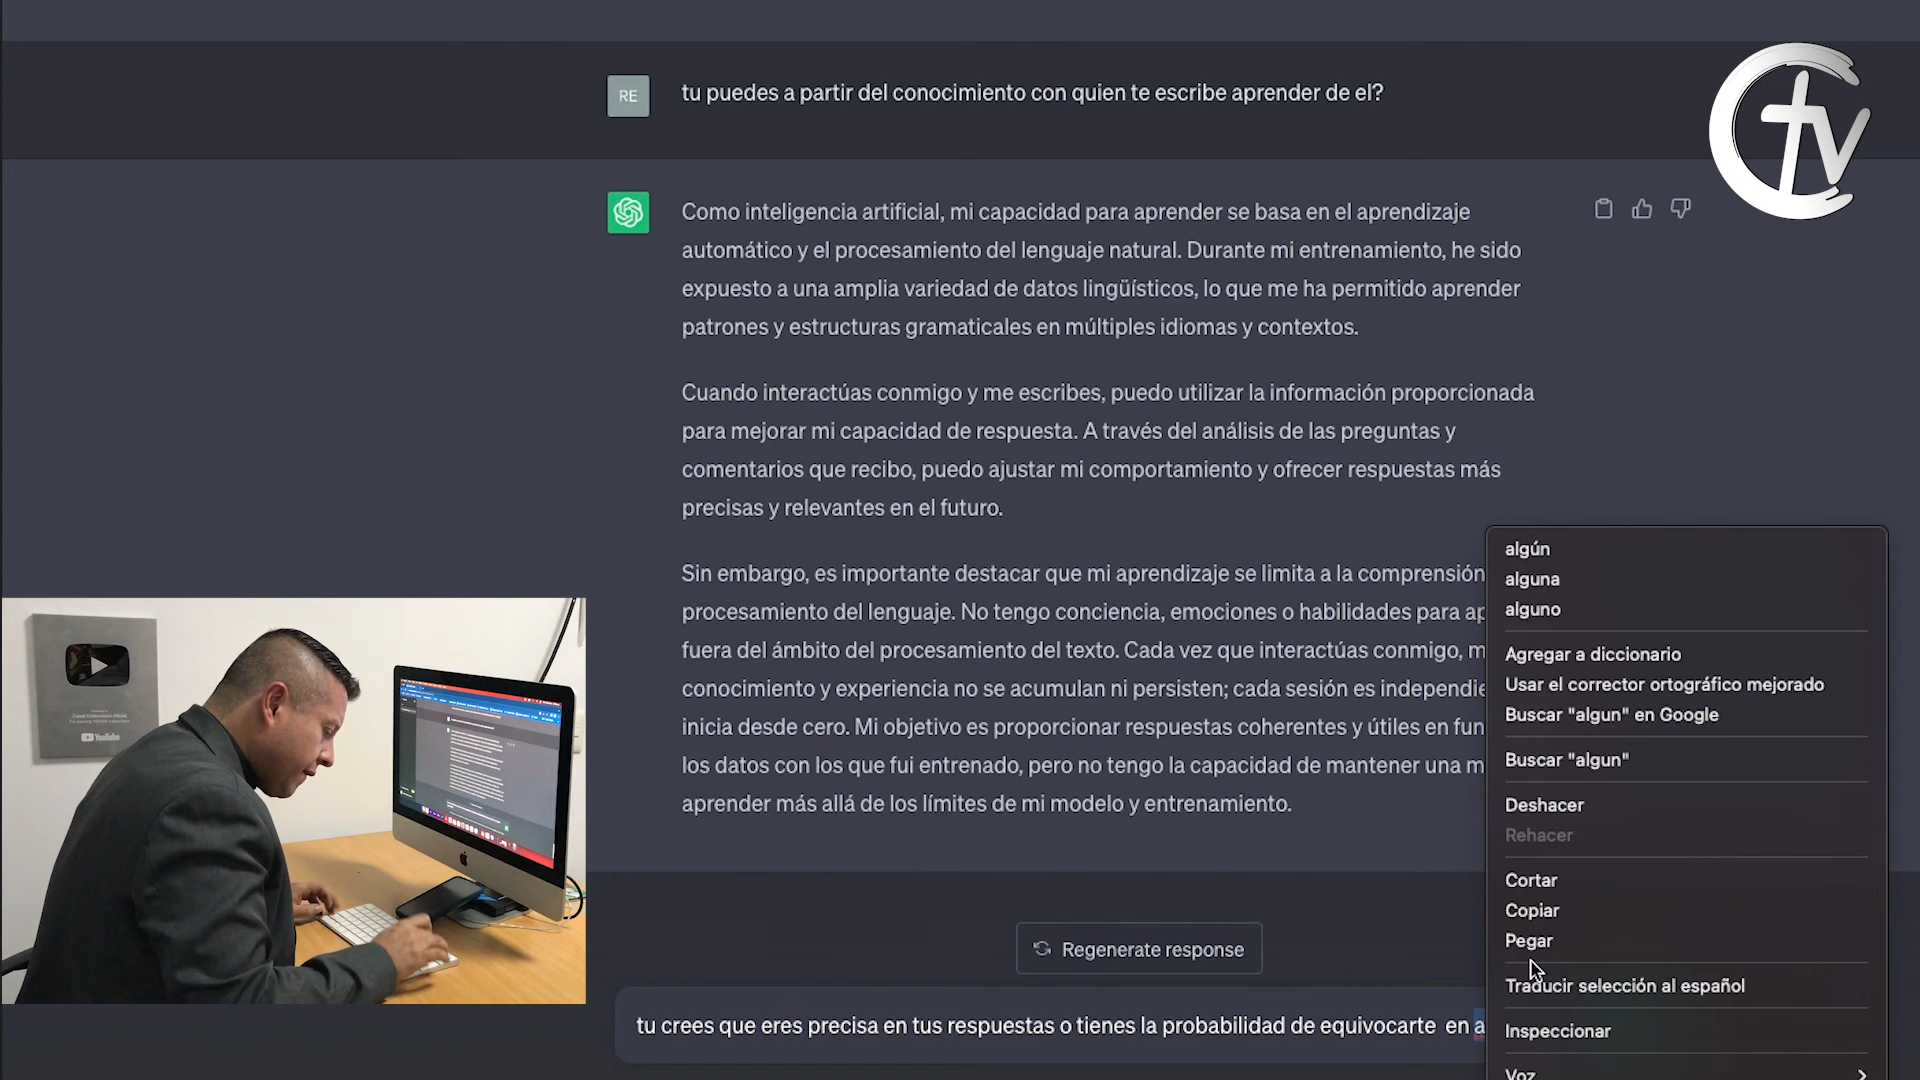 RE
tu puedes a partir del conocimiento con quien te escribe aprender de el?
tv
Como inteligencia artificial, mi capacidad para aprender se basa en el aprendizaje
automático y el procesamiento del lenguaje natural. Durante mi entrenamiento, he sido
expuesto a una amplia variedad de datos lingüísticos, lo que me ha permitido aprender
patrones y estructuras gramaticales en múltiples idiomas y contextos.
Cuando interactúas conmigo y me escribes, puedo utilizar la información proporcionada
para mejorar mi capacidad de respuesta. A través del análisis de las preguntas y
comentarios que recibo, puedo ajustar mi comportamiento y ofrecer respuestas más
precisas y relevantes en el futuro.
Sin embargo, es importante destacar que mi aprendizaje se limita a la comprensión
procesamiento del lenguaje. No tengo conciencia, emociones o habilidades para ap
fuera del ámbito del procesamiento del texto. Cada vez que interactúas conmigo, m
conocimiento y experiencia no se acumulan ni persisten; cada sesión es independie
inicia desde cero. Mi objetivo es proporcionar respuestas coherentes y útiles en fun
los datos con los que fui entrenado, pero no tengo la capacidad de mantener una m
aprender más allá de los límites de mi modelo y entrenamiento.
algún
alguna
alguno
Agregar a diccionario
Usar el corrector ortográfico mejorado
Buscar "algun" en Google
Buscar "algun"
Deshacer
Rehacer
Cortar
Copiar
Pegar
Traducir selección al español
Inspeccionar
Voz
YouTube
Regenerate response
tu crees que eres precisa en tus respuestas o tienes la probabilidad de equivocarte en a